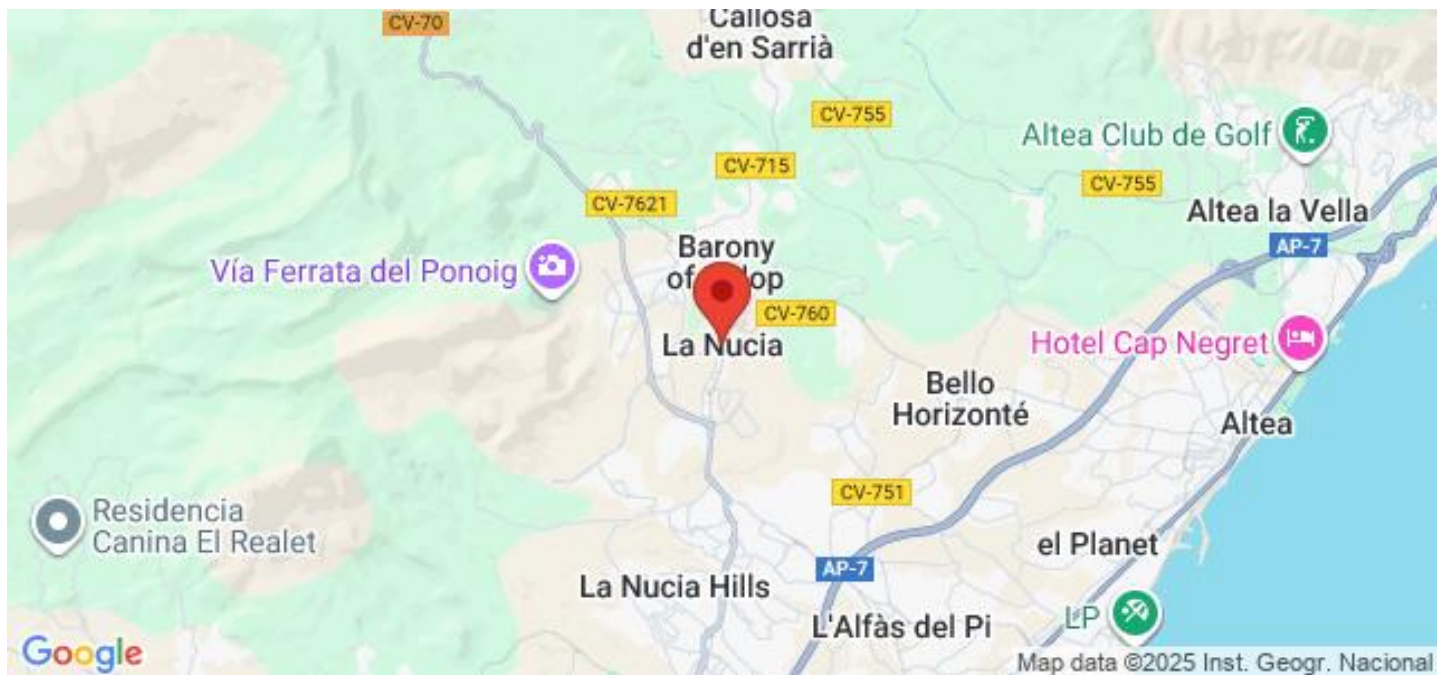 CV-70
Callosa
d'en Sarrià
CV-755
Altea Club de Golf
CV-715
CV-755
CV-7621
Altea la Vella
AP-7
Barony
Vía Ferrata del Ponoig
CV-760
La Nucia
Hotel Cap Negret
Bello
Horizonté
Altea
CV-751
Residencia
Canina El Realet
el Planet
AP-7
La Nucia Hills
L'Alfàs del Pi
LP
Google
Map data ©2025 Inst. Geogr. Nacional